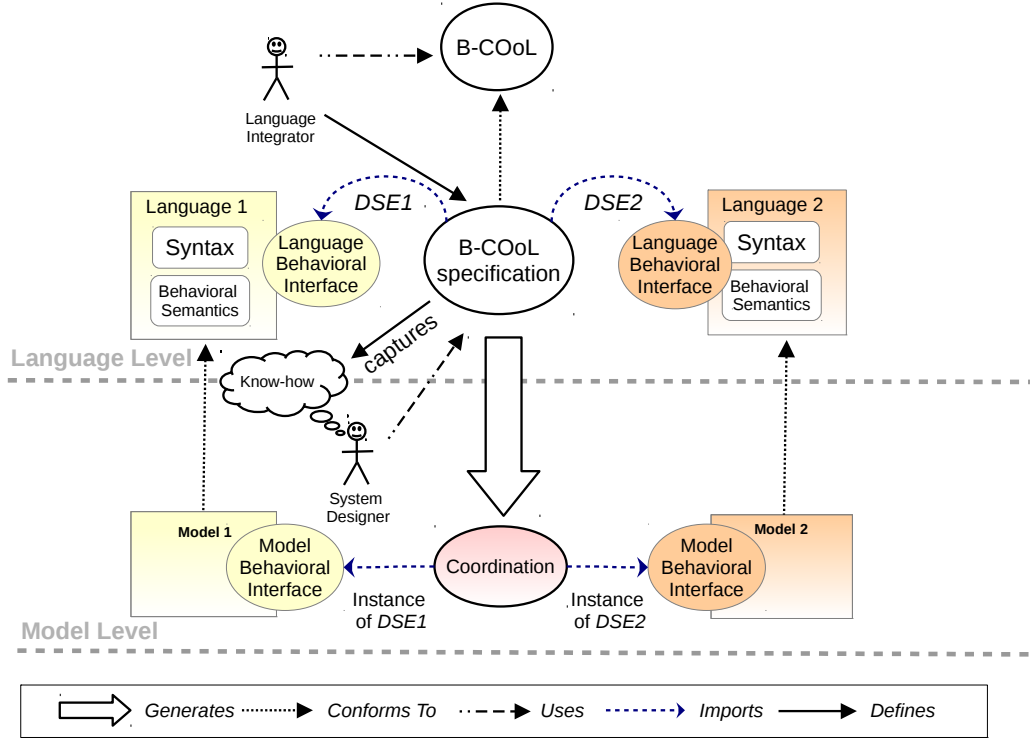 B-COoL
Language
Integrator
DSE1
DSE2
Language 1
Syntax
Behavioral
Semantics
Language
Behavioral
Interface
B-COoL
specification
Language
Behavioral
Interface
Language 2
Syntax
Behavioral
Semantics
captures
Language Level
Know-how
System
Designer
Model 1
Model
Behavioral
Interface
Coordination
Model
Behavioral
Interface
Model 2
Instance
of DSE1
Instance
of DSE2
Model Level
Generates
Conforms To
Uses
Imports
Defines